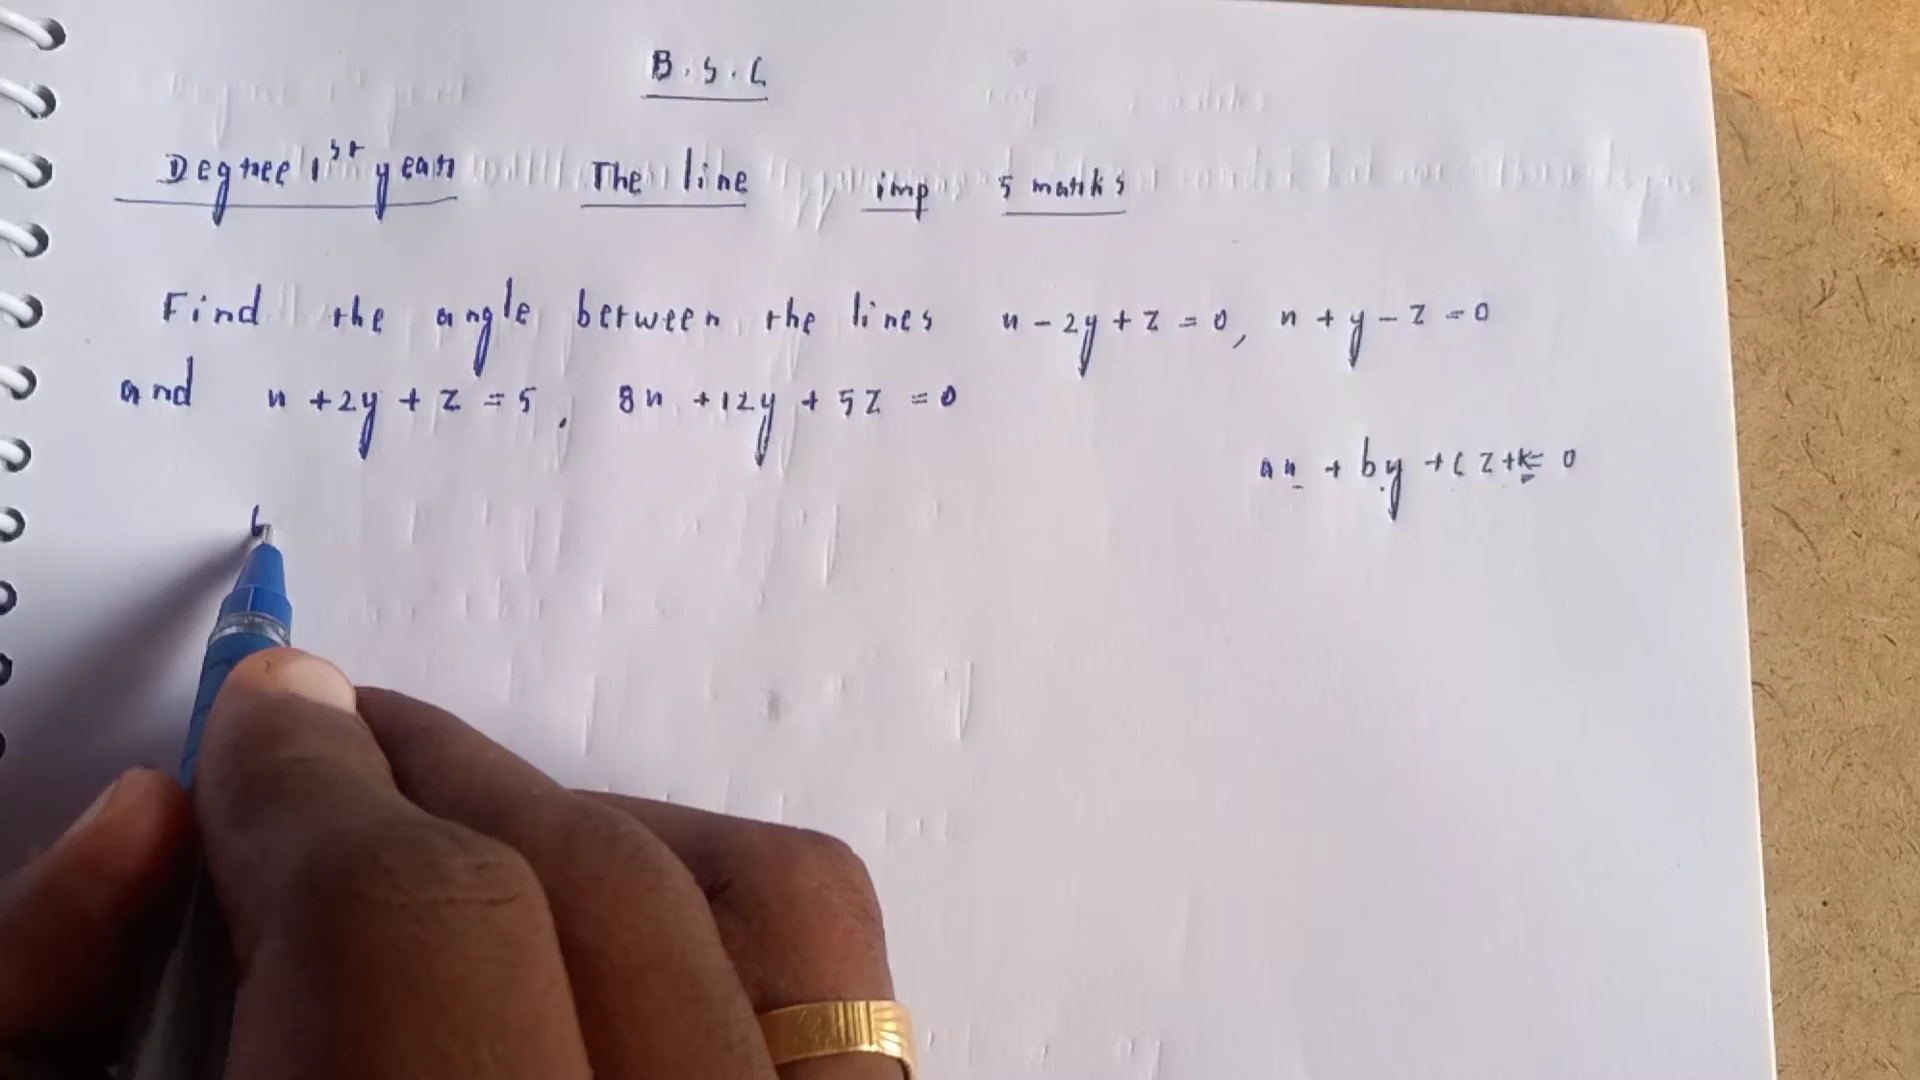 B.S.C
Degree 1st year The line imp 5 marks
Find the angle between the lines x - 2y + z = 0, x + y - z = 0
and x + 2y + z = 5, 8x + 12y + 5z = 0
ax + by + cz + k = 0